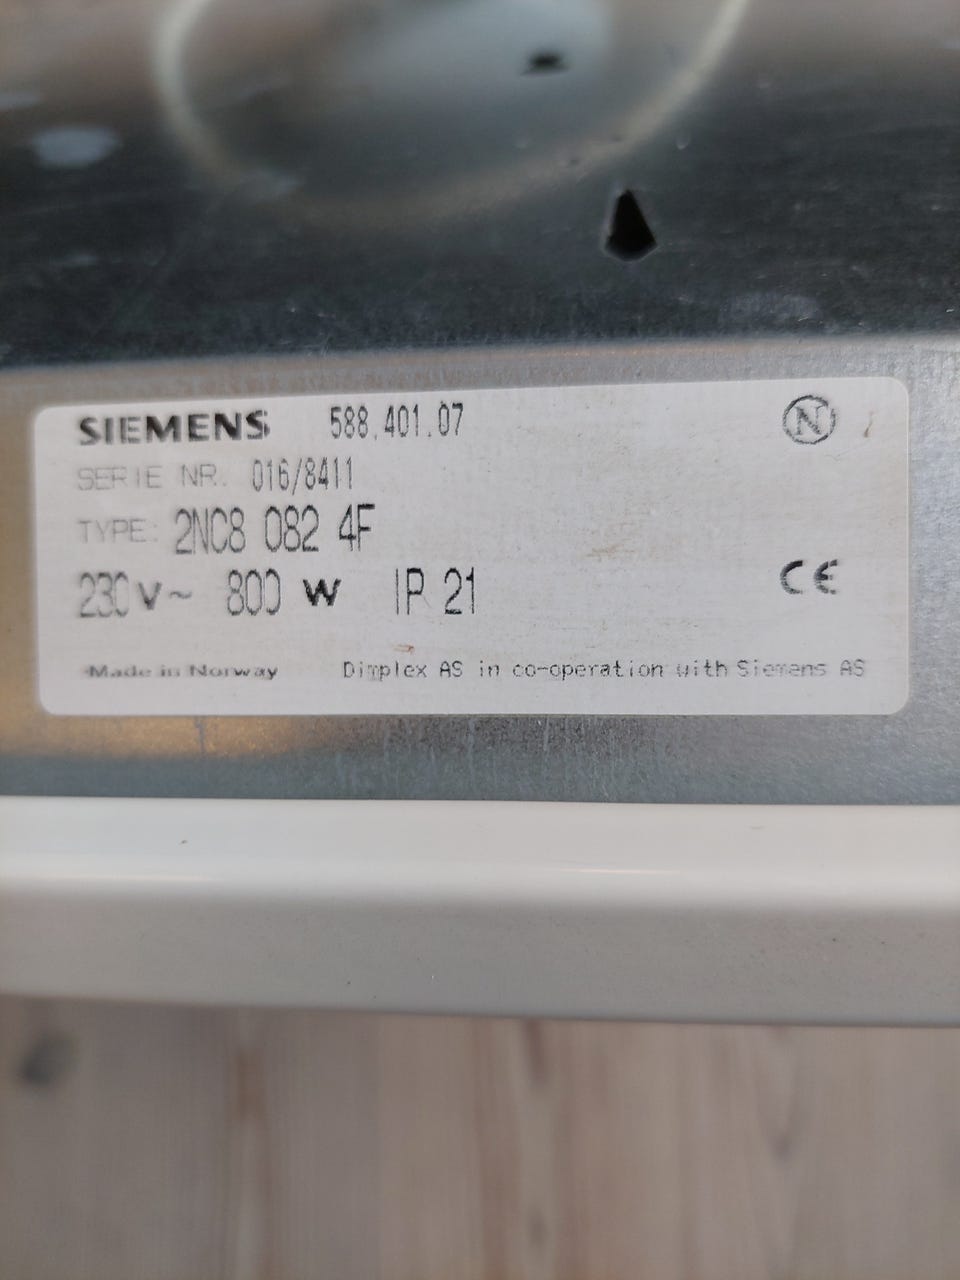 SIEMENS 588.401.07 N
SERIE NR. 016/8411
TYPE: 2NC8 082 4F
230 V~ 800 W IP 21
CE
Made in Norway Dimplex AS in co-operation with Siemens AS